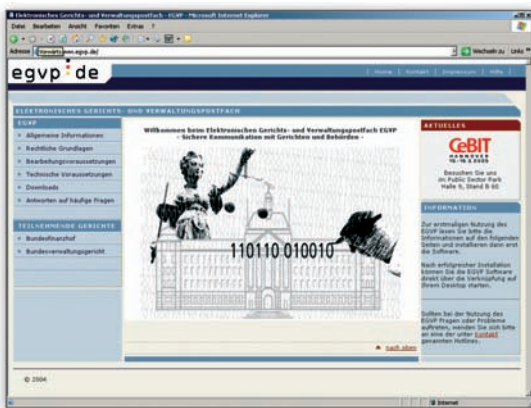 Elektronisches Gerichts- und Verwaltungspostfach - EGVP - Microsoft Internet Explorer
Datei Bearbeiten Ansicht Favoriten Extras ?
Adresse Vorwärts www.egvp.de/ Wechseln zu Links
egvp:de
Home | Kontakt | Impressum | Hilfe
ELEKTRONISCHES GERICHTS- UND VERWALTUNGSPOSTFACH
EGVP
Allgemeine Informationen
Rechtliche Grundlagen
Bearbeitungsvoraussetzungen
Technische Voraussetzungen
Downloads
Antworten auf häufige Fragen
TEILNEHMENDE GERICHTE
Bundesfinanzhof
Bundesverwaltungsgericht
Willkommen beim Elektronischen Gerichts- und Verwaltungspostfach EGVP
- Sichere Kommunikation mit Gerichten und Behörden -
110110 010010
nach oben
AKTUELLES
CeBIT
HANNOVER
Besuchen Sie uns
im Public Sector Park
Halle 9, Stand B 60
INFORMATION
Zur erstmaligen Nutzung des
EGVP lesen Sie bitte die
Informationen auf den folgenden
Seiten und installieren dann erst
die Software.
Nach erfolgreicher Installation
können Sie die EGVP Software
direkt über die Verknüpfung auf
Ihrem Desktop starten.
Sollten bei der Nutzung des
EGVP Fragen oder Probleme
auftreten, wenden Sie sich bitte
an eine der unter Kontakt
genannten Hotlines.
© 2004
Internet